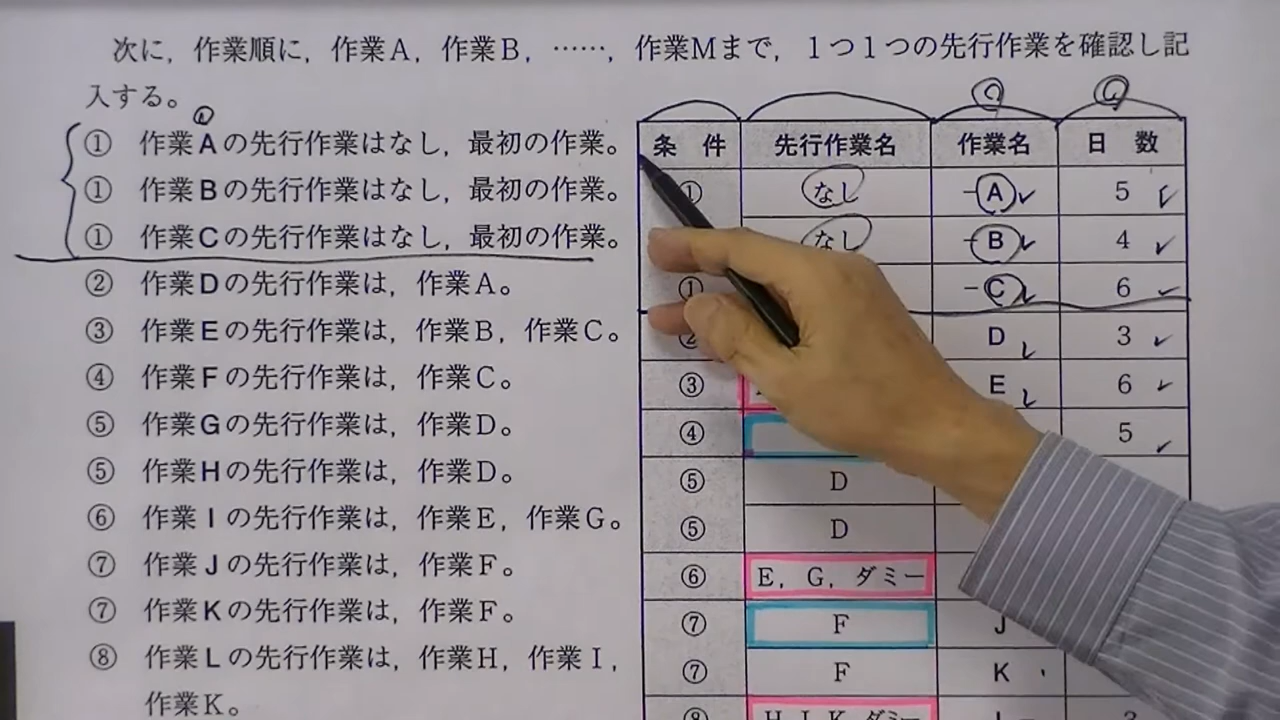 次に，作業順に，作業A，作業B，……，作業Mまで，1つ1つの先行作業を確認し記
入する。
① 作業Aの先行作業はなし，最初の作業。
① 作業Bの先行作業はなし，最初の作業。
① 作業Cの先行作業はなし，最初の作業。
② 作業Dの先行作業は，作業A。
③ 作業Eの先行作業は，作業B，作業C。
④ 作業Fの先行作業は，作業C。
⑤ 作業Gの先行作業は，作業D。
⑤ 作業Hの先行作業は，作業D。
⑥ 作業Iの先行作業は，作業E，作業G。
⑦ 作業Jの先行作業は，作業F。
⑦ 作業Kの先行作業は，作業F。
⑧ 作業Lの先行作業は，作業H，作業I，
作業K。
条件 先行作業名 作業名 日数
① なし A 5
なし B 4
① C 6
② D 3
③ E 6
④ 5
⑤ D
⑤ D
⑥ E，G，ダミー
⑦ F J
⑦ F K